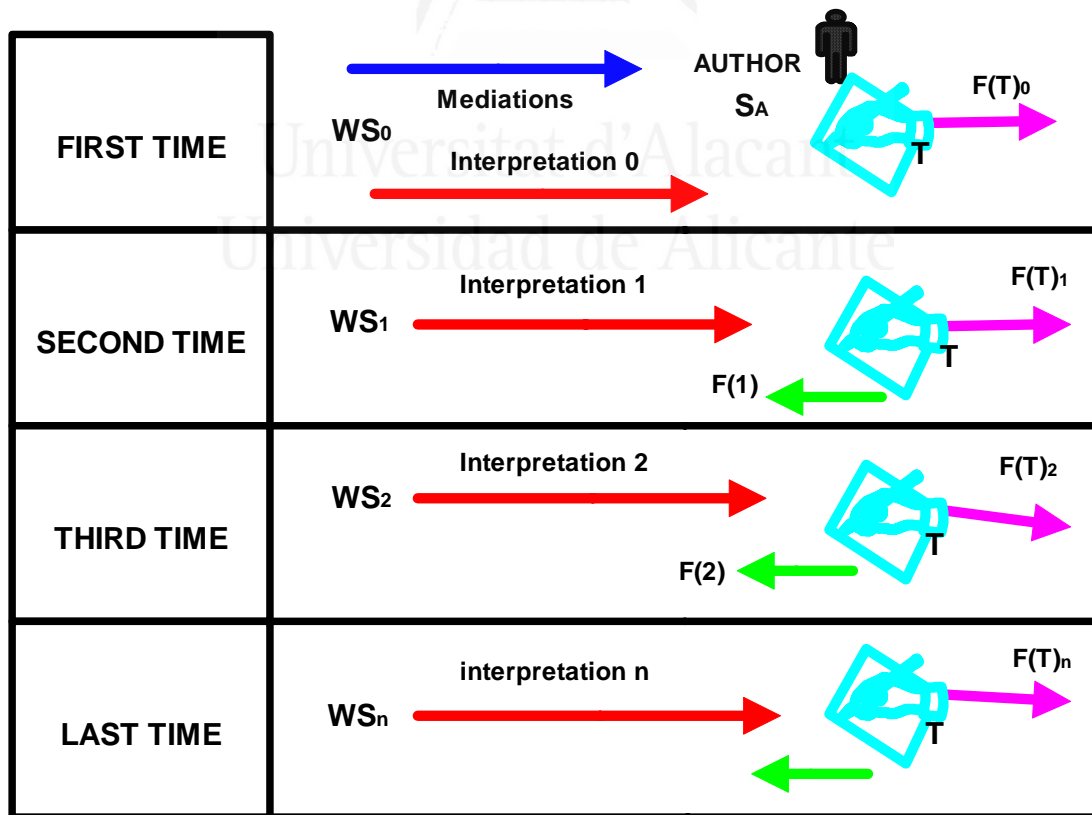 FIRST TIME
WS0
Mediations
Interpretation 0
AUTHOR
SA
T
F(T)0
Universitat d'Alacant
Universidad de Alicante
SECOND TIME
WS1
Interpretation 1
F(1)
T
F(T)1
THIRD TIME
WS2
Interpretation 2
F(2)
T
F(T)2
LAST TIME
WSn
interpretation n
T
F(T)n